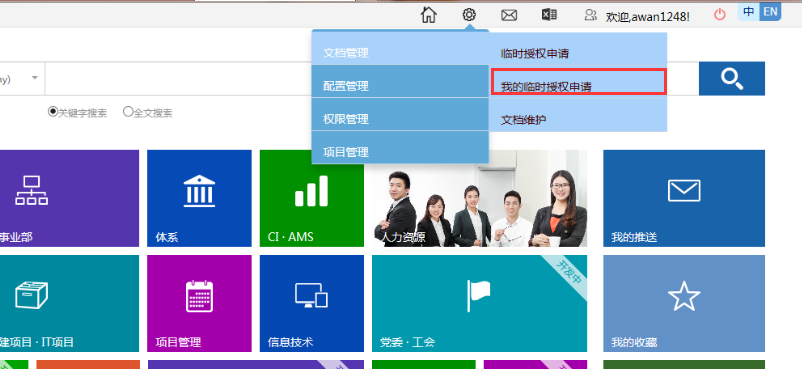 欢迎,awan1248!
中 EN
文档管理
临时授权申请
配置管理
我的临时授权申请
权限管理
文档维护
项目管理
关键字搜索 全文搜索
事业部
体系
CI · AMS
人力资源
我的推送
建项目 · IT项目
项目管理
信息技术
党委 · 工会
开发中
我的收藏